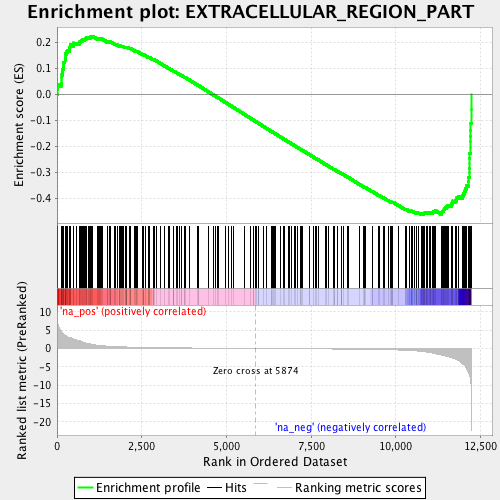 Enrichment plot: EXTRACELLULAR_REGION_PART
Enrichment score (ES)
0.2
0.1
0.0
-0.1
-0.2
-0.3
-0.4
'na_pos' (positively correlated)
Ranked list metric (PreRanked)
10
5
0
-5
-10
-15
-20
Zero cross at 5874
'na_neg' (negatively correlated)
0
2,500
5,000
7,500
10,000
12,500
Rank in Ordered Dataset
Enrichment profile
Hits
Ranking metric scores